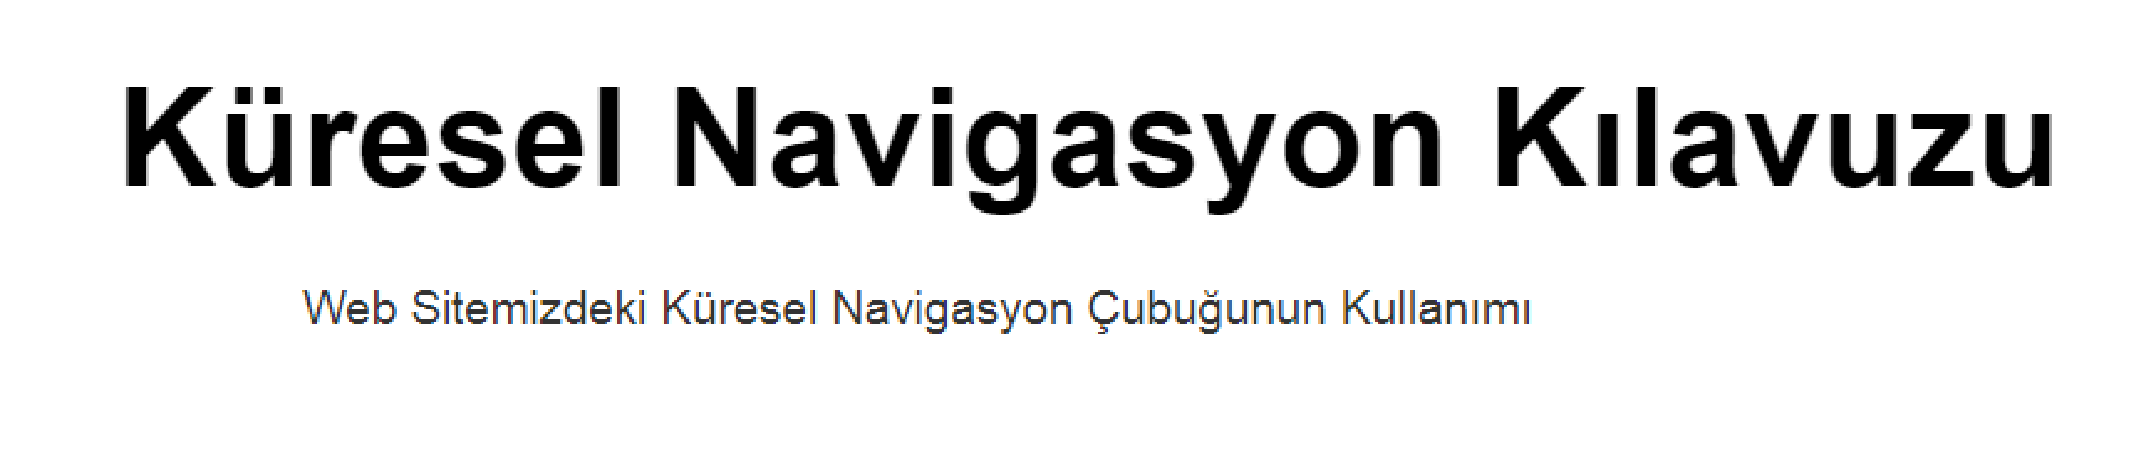 Küresel Navigasyon Kılavuzu
Web Sitemizdeki Küresel Navigasyon Çubuğunun Kullanımı